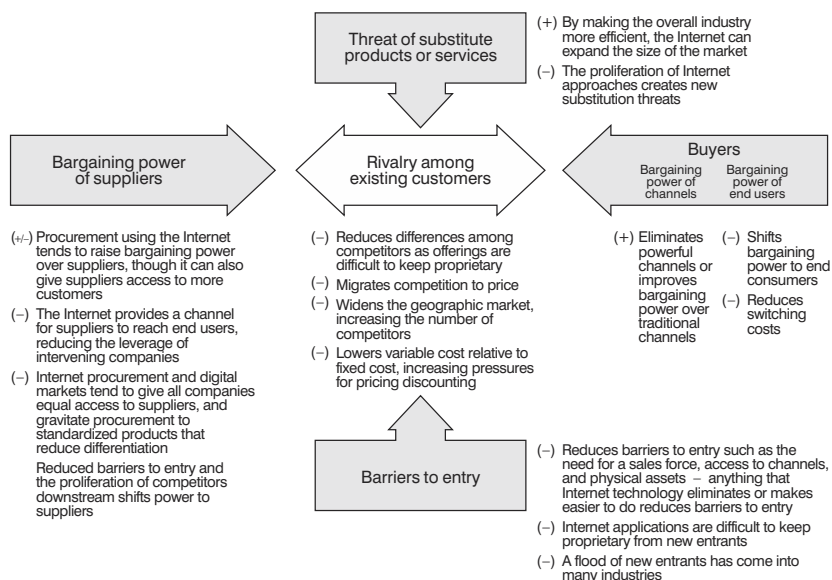 Threat of substitute
products or services
(+) By making the overall industry
more efficient, the Internet can
expand the size of the market
(−) The proliferation of Internet
approaches creates new
substitution threats
Bargaining power
of suppliers
Rivalry among
existing customers
Buyers
Bargaining
power of
channels
Bargaining
power of
end users
(+/−) Procurement using the Internet
tends to raise bargaining power
over suppliers, though it can also
give suppliers access to more
customers
(−) The Internet provides a channel
for suppliers to reach end users,
reducing the leverage of
intervening companies
(−) Internet procurement and digital
markets tend to give all companies
equal access to suppliers, and
gravitate procurement to
standardized products that
reduce differentiation
Reduced barriers to entry and
the proliferation of competitors
downstream shifts power to
suppliers
(−) Reduces differences among
competitors as offerings are
difficult to keep proprietary
(−) Migrates competition to price
(−) Widens the geographic market,
increasing the number of
competitors
(−) Lowers variable cost relative to
fixed cost, increasing pressures
for pricing discounting
(+) Eliminates
powerful
channels or
improves
bargaining
power over
traditional
channels
(−) Shifts
bargaining
power to end
consumers
(−) Reduces
switching
costs
Barriers to entry
(−) Reduces barriers to entry such as the
need for a sales force, access to channels,
and physical assets – anything that
Internet technology eliminates or makes
easier to do reduces barriers to entry
(−) Internet applications are difficult to keep
proprietary from new entrants
(−) A flood of new entrants has come into
many industries